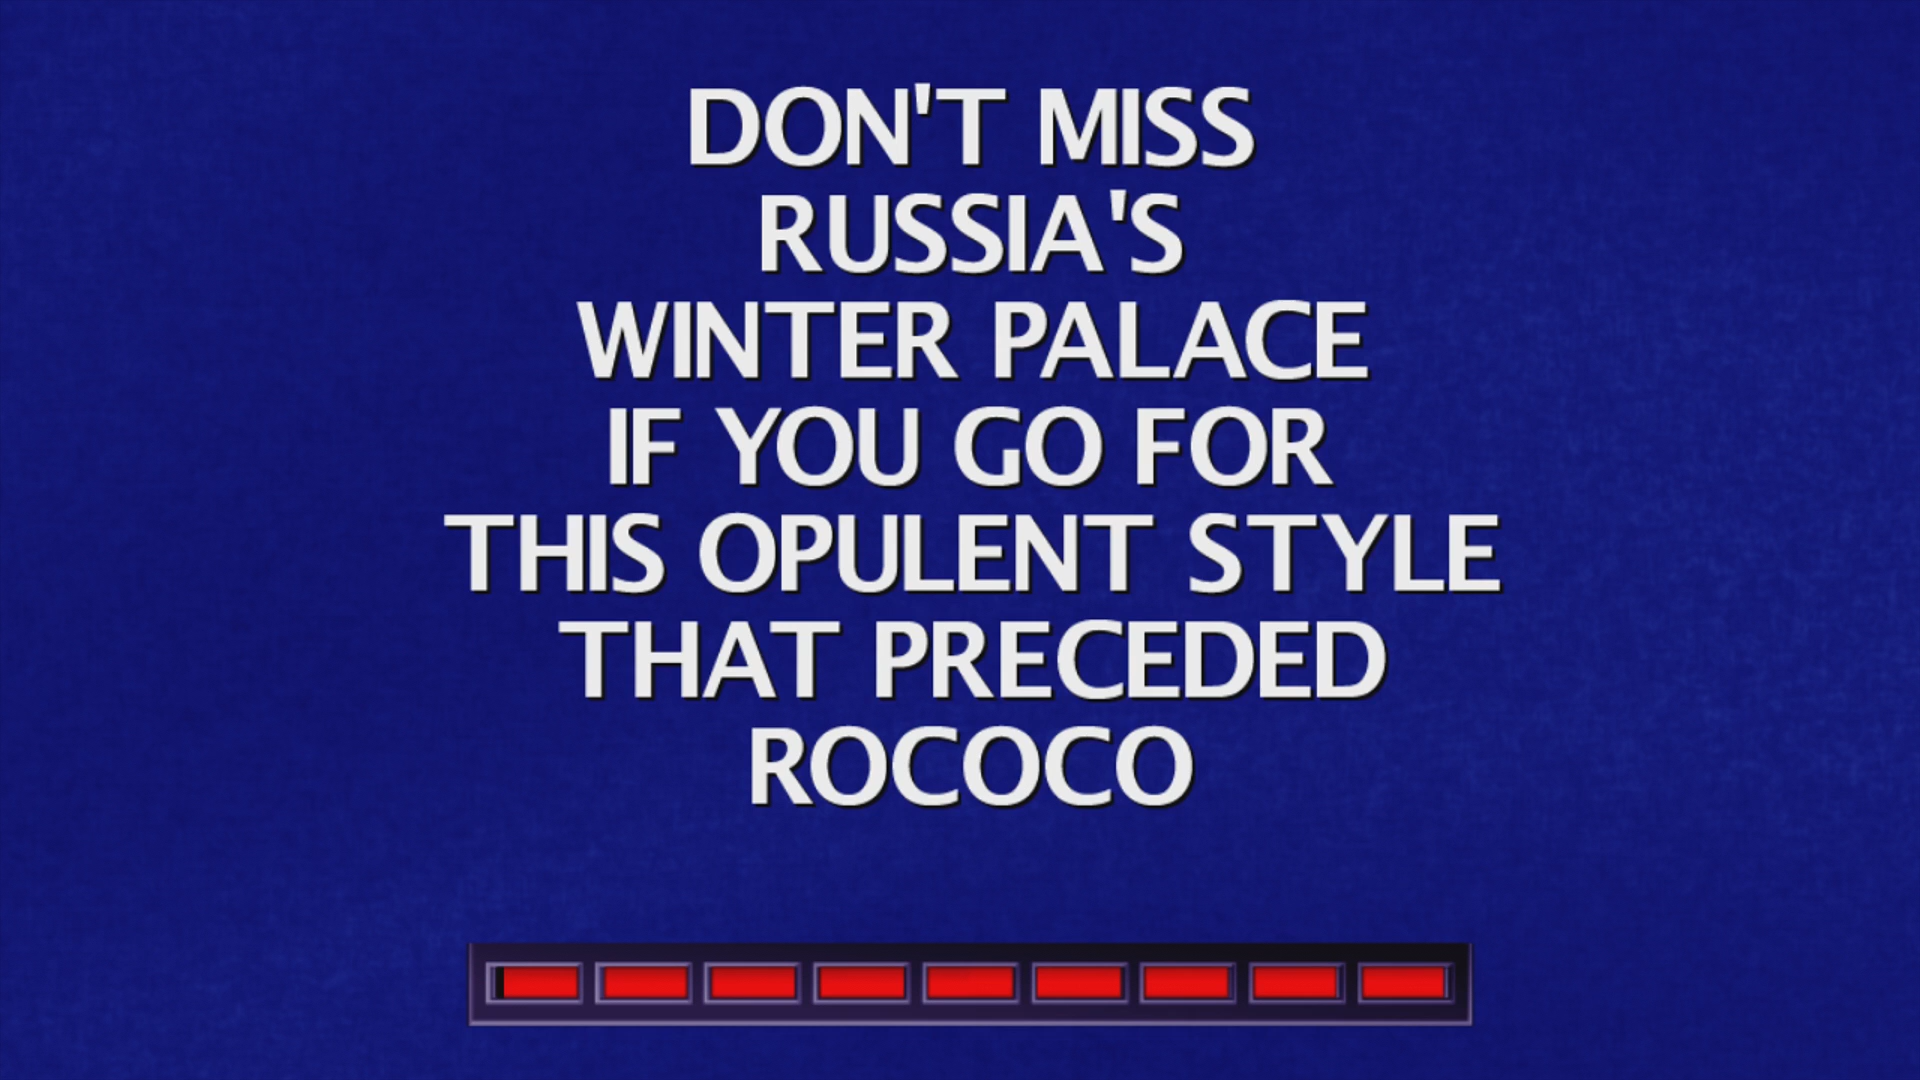 DON'T MISS
RUSSIA'S
WINTER PALACE
IF YOU GO FOR
THIS OPULENT STYLE
THAT PRECEDED
ROCOCO